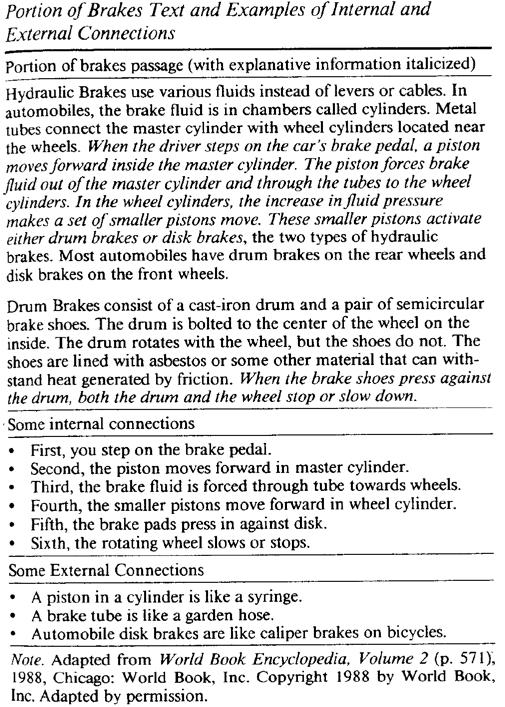 Portion of Brakes Text and Examples of Internal and
External Connections
Portion of brakes passage (with explanative information italicized)
Hydraulic Brakes use various fluids instead of levers or cables. In
automobiles, the brake fluid is in chambers called cylinders. Metal
tubes connect the master cylinder with wheel cylinders located near
the wheels. When the driver steps on the car's brake pedal, a piston
moves forward inside the master cylinder. The piston forces brake
fluid out of the master cylinder and through the tubes to the wheel
cylinders. In the wheel cylinders, the increase in fluid pressure
makes a set of smaller pistons move. These smaller pistons activate
either drum brakes or disk brakes, the two types of hydraulic
brakes. Most automobiles have drum brakes on the rear wheels and
disk brakes on the front wheels.
Drum Brakes consist of a cast-iron drum and a pair of semicircular
brake shoes. The drum is bolted to the center of the wheel on the
inside. The drum rotates with the wheel, but the shoes do not. The
shoes are lined with asbestos or some other material that can with-
stand heat generated by friction. When the brake shoes press against
the drum, both the drum and the wheel stop or slow down.
Some internal connections
• First, you step on the brake pedal.
• Second, the piston moves forward in master cylinder.
• Third, the brake fluid is forced through tube towards wheels.
• Fourth, the smaller pistons move forward in wheel cylinder.
• Fifth, the brake pads press in against disk.
• Sixth, the rotating wheel slows or stops.
Some External Connections
• A piston in a cylinder is like a syringe.
• A brake tube is like a garden hose.
• Automobile disk brakes are like caliper brakes on bicycles.
Note. Adapted from World Book Encyclopedia, Volume 2 (p. 571),
1988, Chicago: World Book, Inc. Copyright 1988 by World Book,
Inc. Adapted by permission.